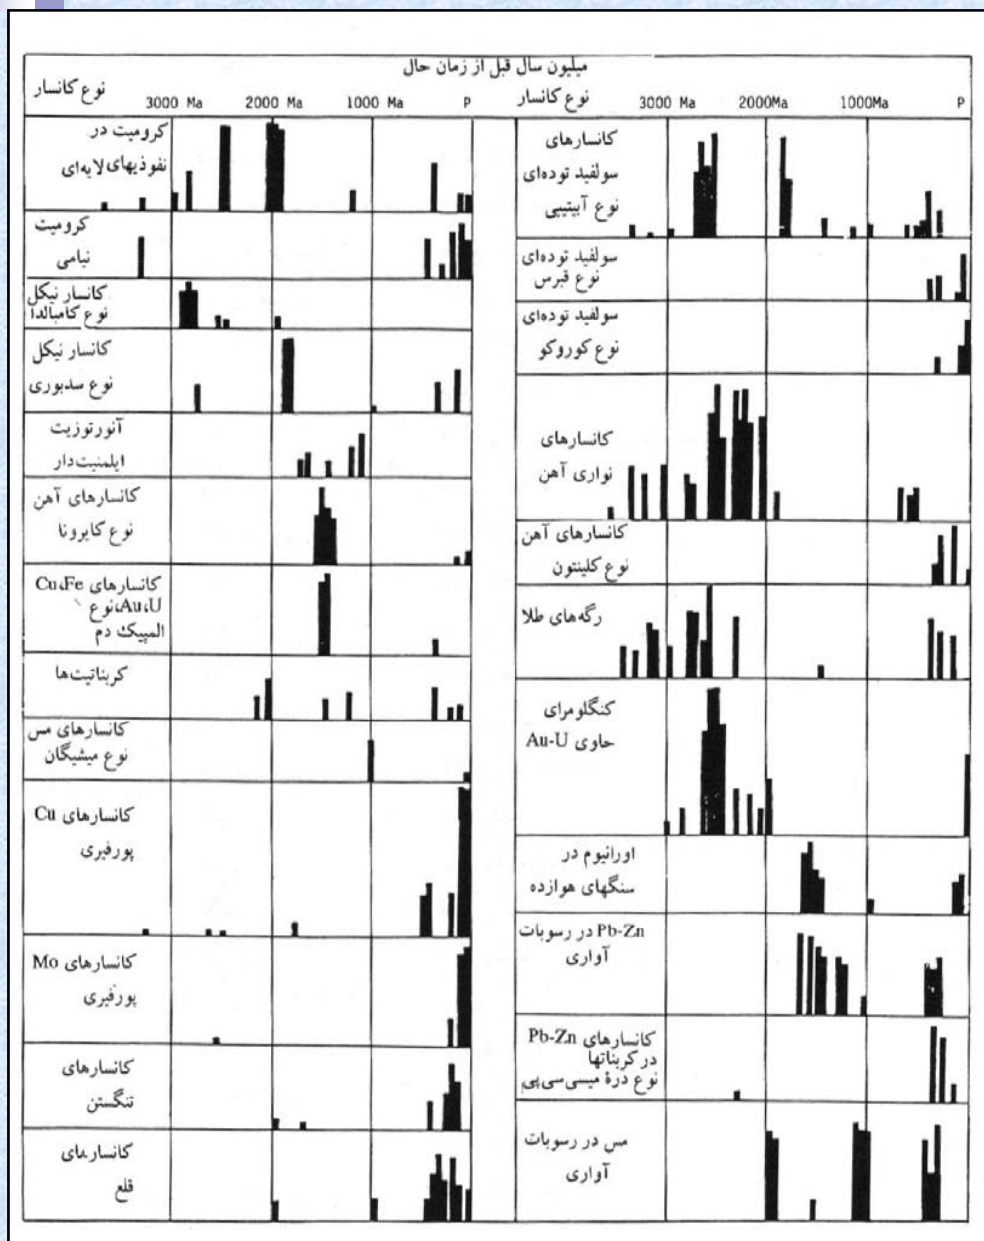 میلیون سال قبل از زمان حال
نوع کانسار
3000 Ma 2000 Ma 1000 Ma P
کرومیت در
نفوذیهای لایه‌ای
کرومیت
نیامی
کانسار نیکل
نوع کامبالدا
کانسار نیکل
نوع سدبوری
آنورتوزیت
ایلمنیت‌دار
کانسارهای آهن
نوع کایرونا
کانسارهای Cu،Fe
Au،U،نوع
المپیک دم
کربناتیت‌ها
کانسارهای مس
نوع میشیگان
کانسارهای Cu
پورفیری
کانسارهای Mo
پورفیری
کانسارهای
تنگستن
کانسارهای
قلع
نوع کانسار
3000 Ma 2000Ma 1000Ma P
کانسارهای
سولفید توده‌ای
نوع آبیتیبی
سولفید توده‌ای
نوع قبرس
سولفید توده‌ای
نوع کوروکو
کانسارهای
نواری آهن
کانسارهای آهن
نوع کلینتون
رگه‌های طلا
کنگلومرای
حاوی Au-U
اورانیوم در
سنگهای هوازده
Pb-Zn در رسوبات
آواری
کانسارهای Pb-Zn
در کربناتها
نوع درهٔ میسی‌سی‌پی
مس در رسوبات
آواری